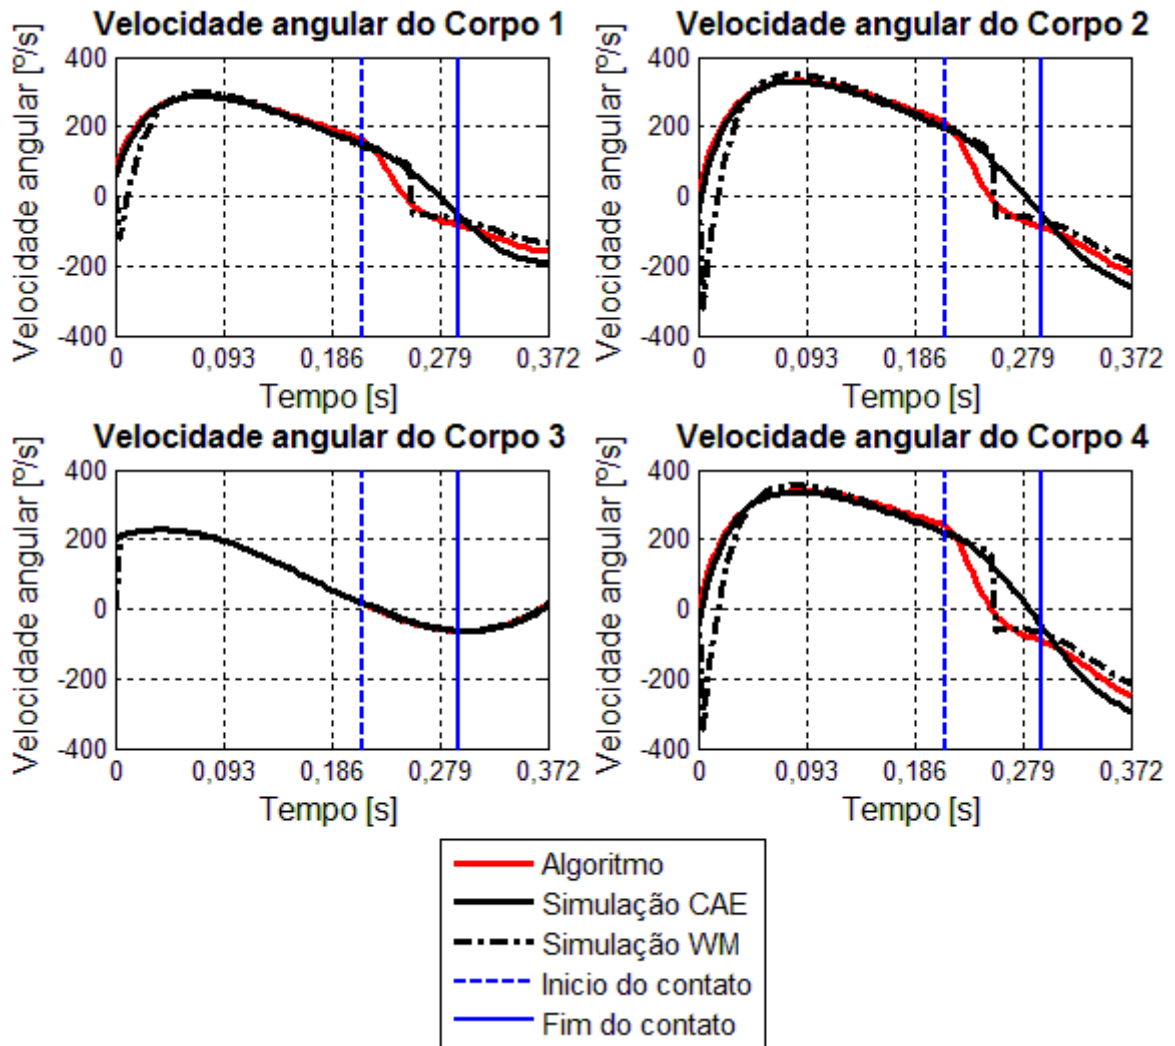 Velocidade angular do Corpo 1
Velocidade angular [º/s]
400
200
0
-200
-400
0 0,093 0,186 0,279 0,372
Tempo [s]
Velocidade angular do Corpo 2
Velocidade angular [º/s]
400
200
0
-200
-400
0 0,093 0,186 0,279 0,372
Tempo [s]
Velocidade angular do Corpo 3
Velocidade angular [º/s]
400
200
0
-200
-400
0 0,093 0,186 0,279 0,372
Tempo [s]
Velocidade angular do Corpo 4
Velocidade angular [º/s]
400
200
0
-200
-400
0 0,093 0,186 0,279 0,372
Tempo [s]
Algoritmo
Simulação CAE
Simulação WM
Inicio do contato
Fim do contato